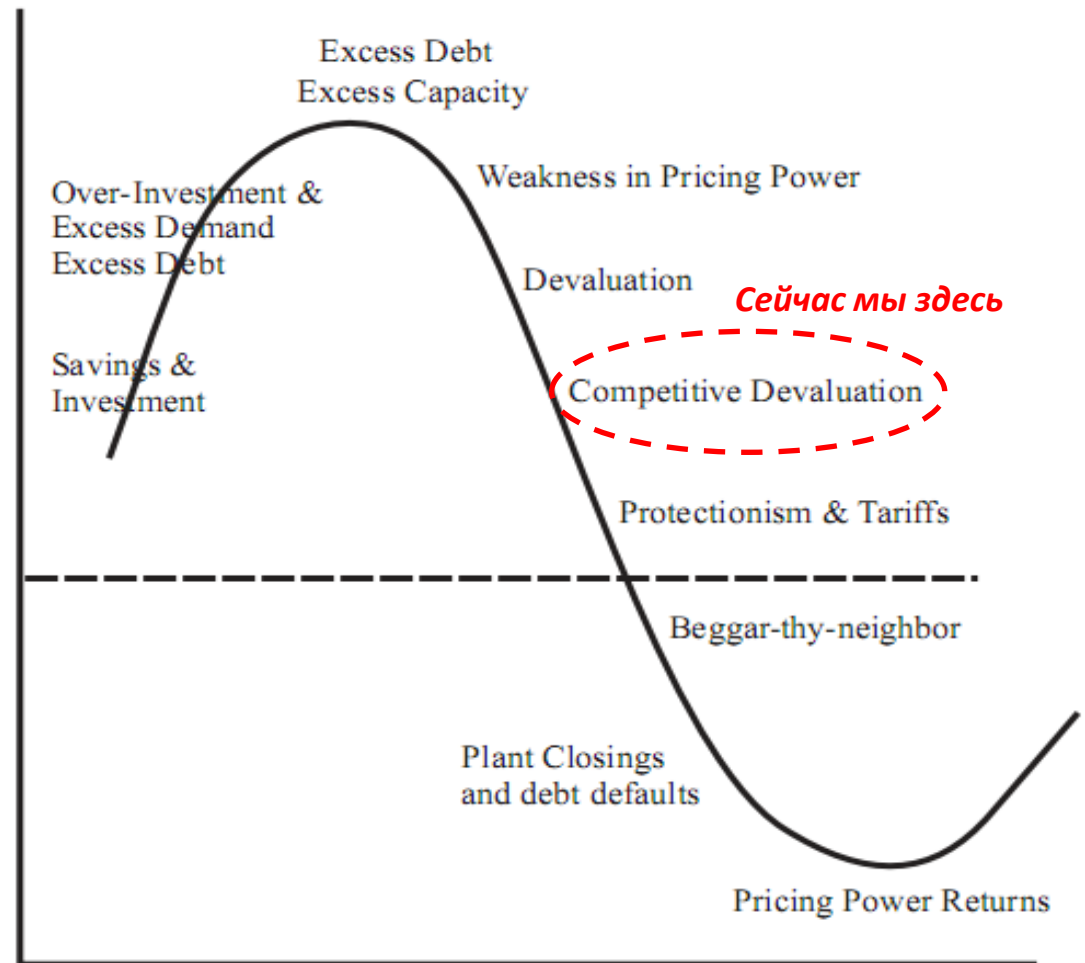 Excess Debt
Excess Capacity
Weakness in Pricing Power
Over-Investment &
Excess Demand
Excess Debt
Devaluation
Сейчас мы здесь
Savings &
Investment
Competitive Devaluation
Protectionism & Tariffs
Beggar-thy-neighbor
Plant Closings
and debt defaults
Pricing Power Returns